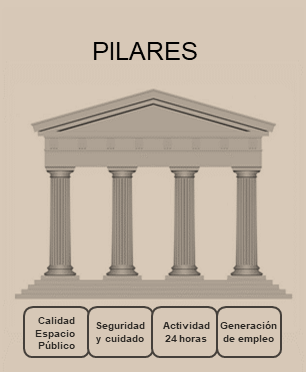 PILARES
Calidad
Espacio
Público
Seguridad
y cuidado
Actividad
24 horas
Generación
de empleo